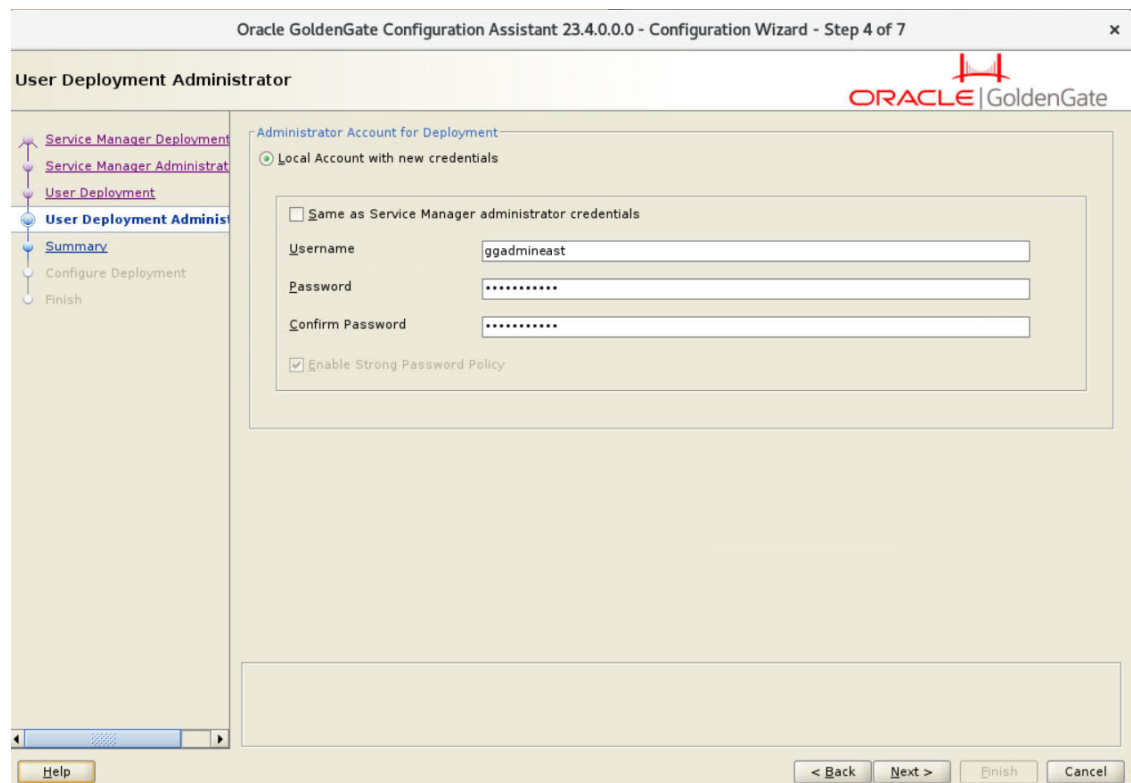 Oracle GoldenGate Configuration Assistant 23.4.0.0.0 - Configuration Wizard - Step 4 of 7
×
User Deployment Administrator
ORACLE | GoldenGate
Service Manager Deployment
Service Manager Administrat
User Deployment
User Deployment Administ
Summary
Configure Deployment
Finish
Administrator Account for Deployment
Local Account with new credentials
Same as Service Manager administrator credentials
Username ggadmineast
Password •••••••••••
Confirm Password •••••••••••
Enable Strong Password Policy
Help < Back Next > Finish Cancel